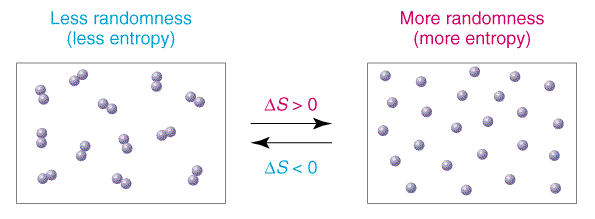 Less randomness
(less entropy)
More randomness
(more entropy)
ΔS > 0
ΔS < 0